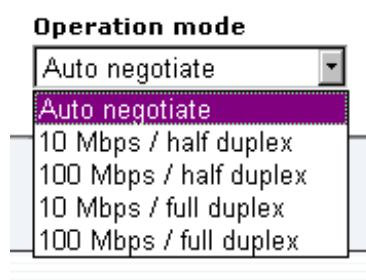 Operation mode
Auto negotiate
Auto negotiate
10 Mbps / half duplex
100 Mbps / half duplex
10 Mbps / full duplex
100 Mbps / full duplex